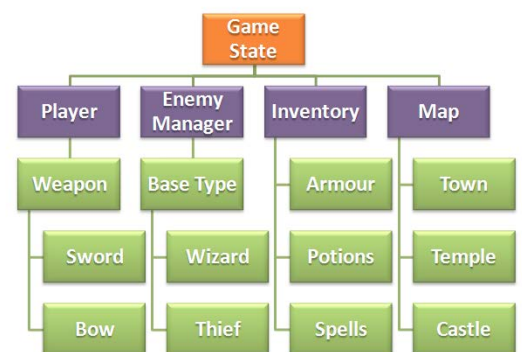 Game
State
Player
Enemy
Manager
Inventory
Map
Weapon
Base Type
Armour
Town
Sword
Wizard
Potions
Temple
Bow
Thief
Spells
Castle